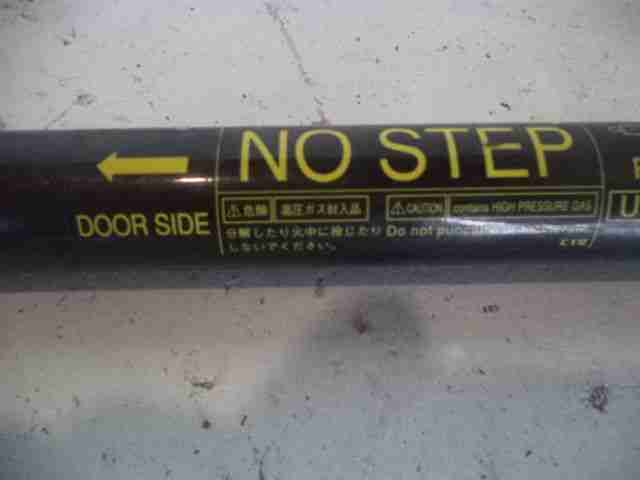 NO STEP
DOOR SIDE
⚠危険 高圧ガス封入品
分解したり火中に投じたり
しないでください。
⚠CAUTION contains HIGH PRESSURE GAS
Do not
U